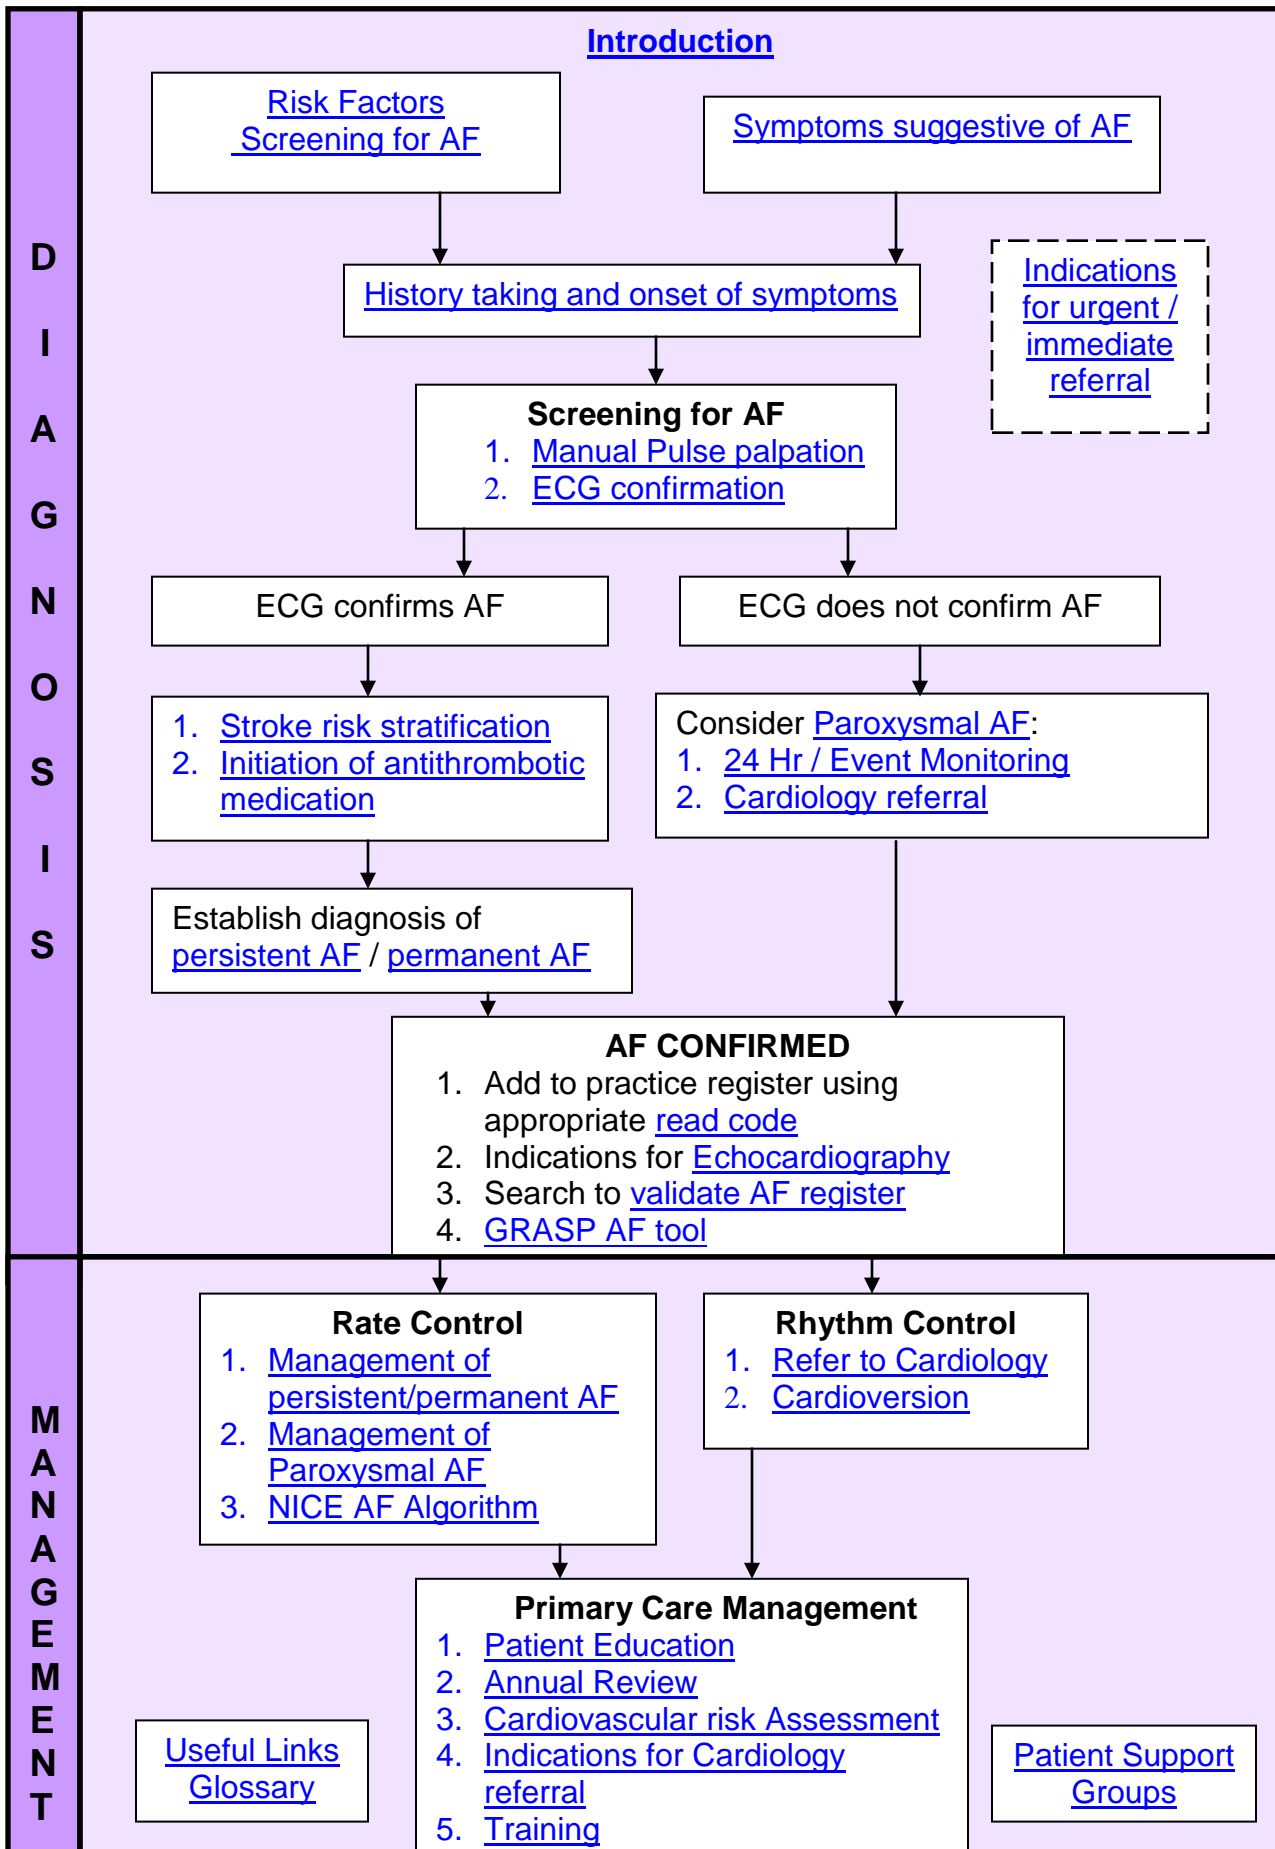 Introduction
Risk Factors
Screening for AF
Symptoms suggestive of AF
DIAGNOSIS
History taking and onset of symptoms
Indications
for urgent /
immediate
referral
Screening for AF
1. Manual Pulse palpation
2. ECG confirmation
ECG confirms AF
ECG does not confirm AF
1. Stroke risk stratification
2. Initiation of antithrombotic
medication
Consider Paroxysmal AF:
1. 24 Hr / Event Monitoring
2. Cardiology referral
Establish diagnosis of
persistent AF / permanent AF
AF CONFIRMED
1. Add to practice register using
appropriate read code
2. Indications for Echocardiography
3. Search to validate AF register
4. GRASP AF tool
MANAGEMENT
Rate Control
1. Management of
persistent/permanent AF
2. Management of
Paroxysmal AF
3. NICE AF Algorithm
Rhythm Control
1. Refer to Cardiology
2. Cardioversion
Primary Care Management
1. Patient Education
2. Annual Review
3. Cardiovascular risk Assessment
4. Indications for Cardiology
referral
5. Training
Useful Links
Glossary
Patient Support
Groups